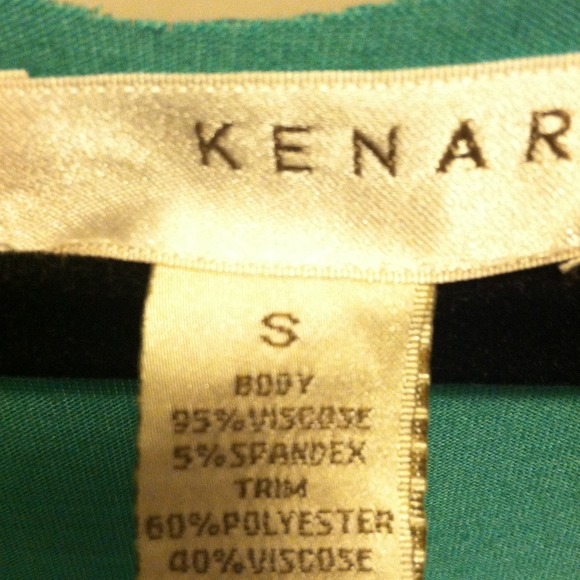 KENAR
S
BODY
95%VISCOSE
5%SPANDEX
TRIM
60%POLYESTER
40%VISCOSE